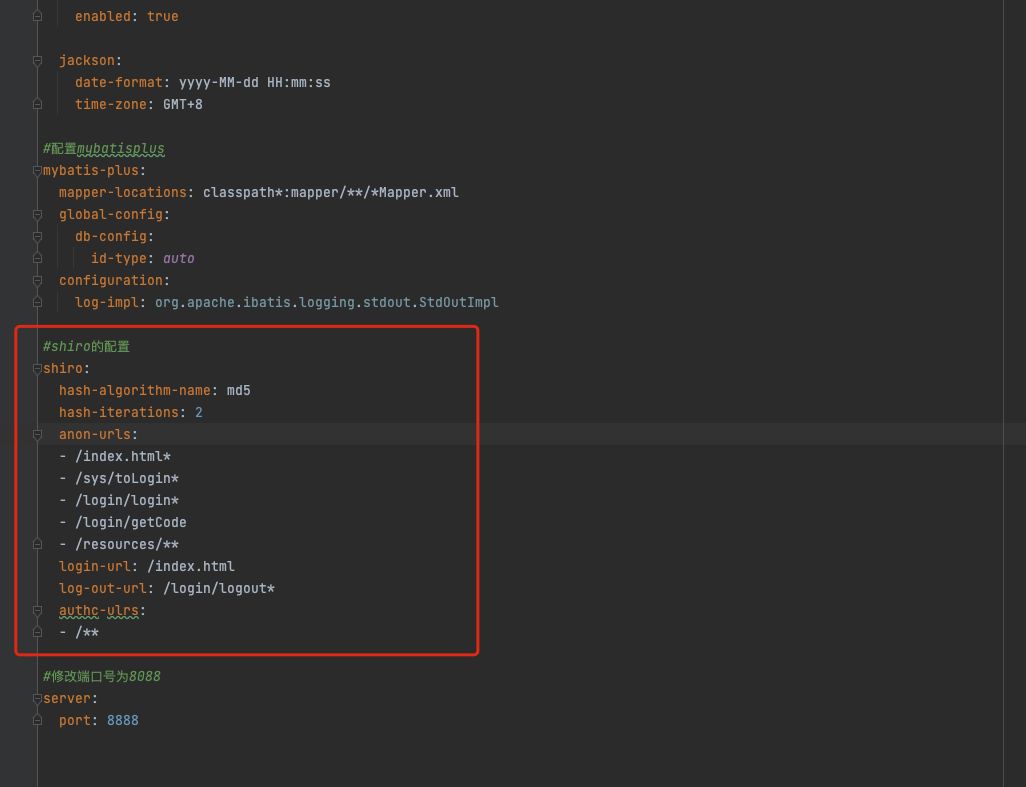 enabled: true
jackson:
date-format: yyyy-MM-dd HH:mm:ss
time-zone: GMT+8
#配置mybatisplus
mybatis-plus:
mapper-locations: classpath*:mapper/**/*Mapper.xml
global-config:
db-config:
id-type: auto
configuration:
log-impl: org.apache.ibatis.logging.stdout.StdOutImpl
#shiro的配置
shiro:
hash-algorithm-name: md5
hash-iterations: 2
anon-urls:
- /index.html*
- /sys/toLogin*
- /login/login*
- /login/getCode
- /resources/**
login-url: /index.html
log-out-url: /login/logout*
authc-ulrs:
- /**
#修改端口号为8088
server:
port: 8888